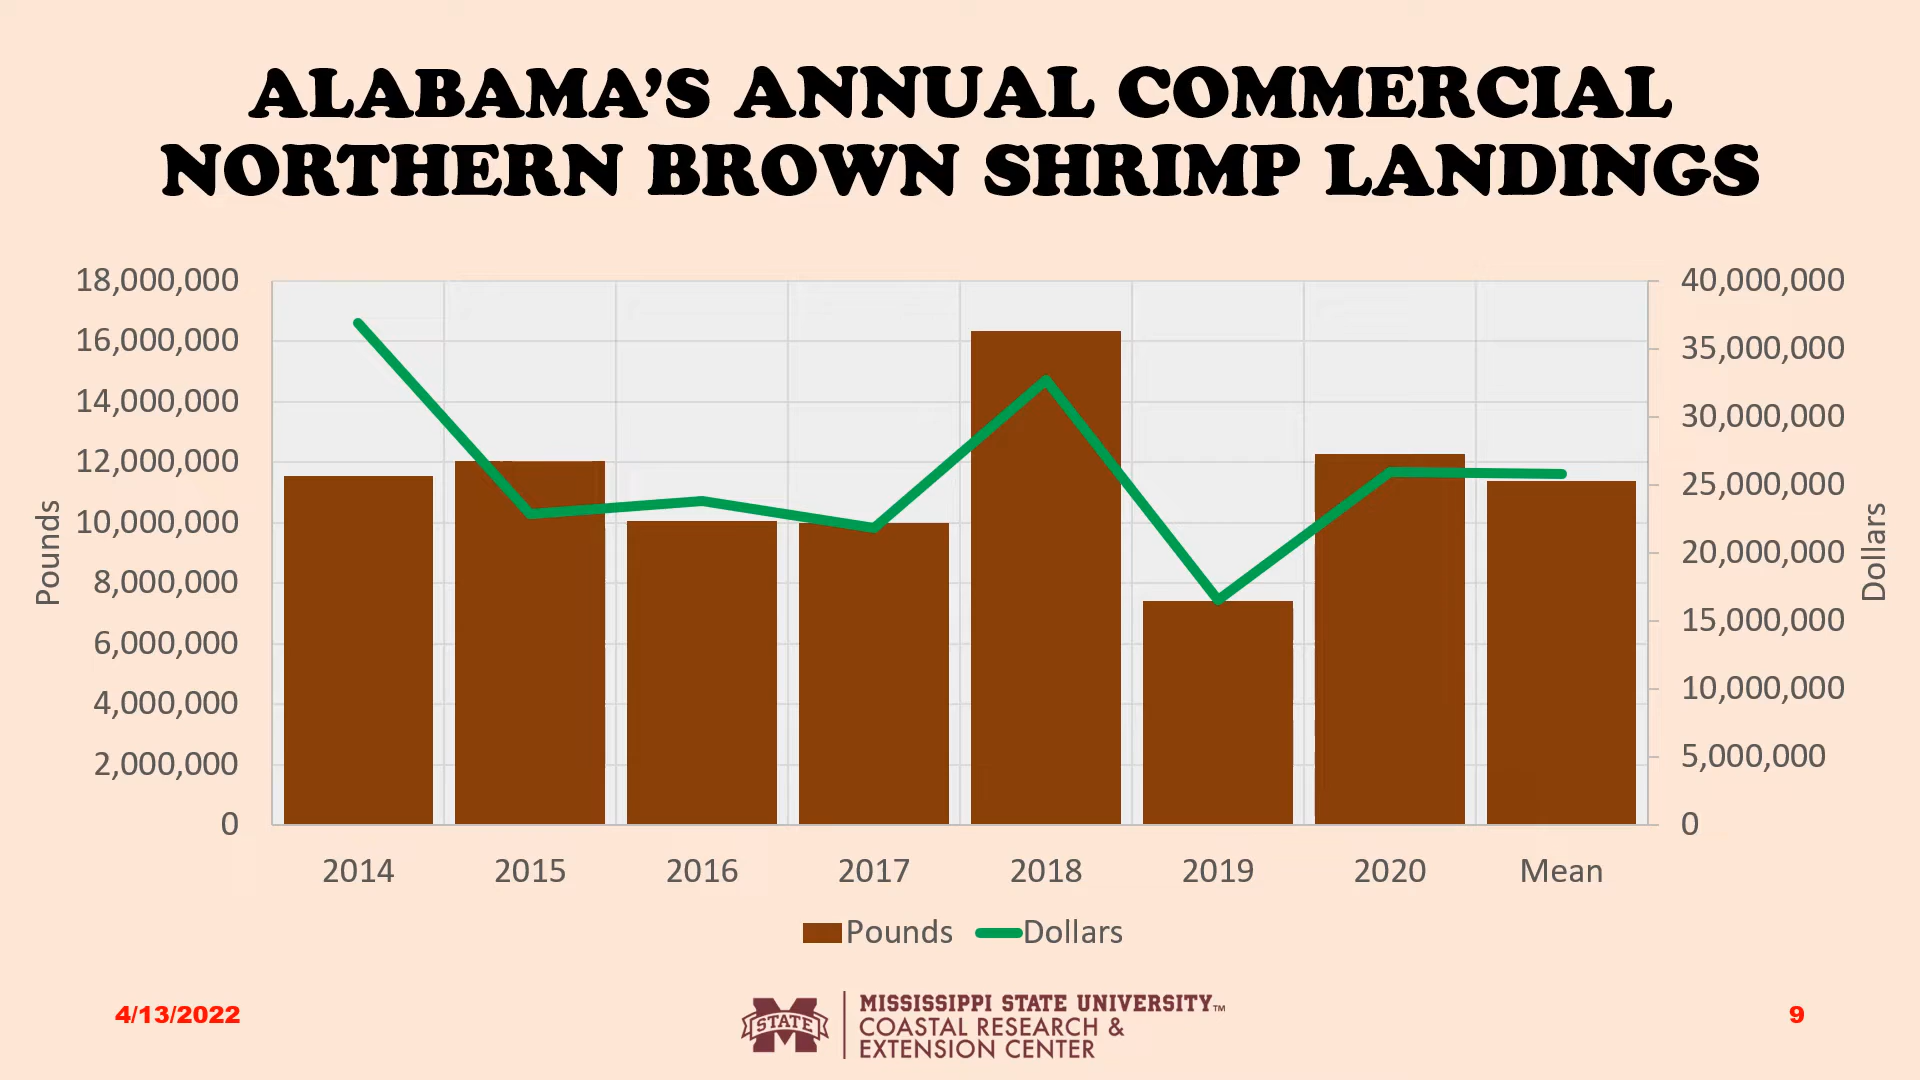 ALABAMA’S ANNUAL COMMERCIAL
NORTHERN BROWN SHRIMP LANDINGS
Pounds
18,000,000
16,000,000
14,000,000
12,000,000
10,000,000
8,000,000
6,000,000
4,000,000
2,000,000
0
40,000,000
35,000,000
30,000,000
25,000,000
20,000,000
15,000,000
10,000,000
5,000,000
0
Dollars
2014 2015 2016 2017 2018 2019 2020 Mean
Pounds Dollars
4/13/2022
STATE
MISSISSIPPI STATE UNIVERSITY™
COASTAL RESEARCH &
EXTENSION CENTER
9